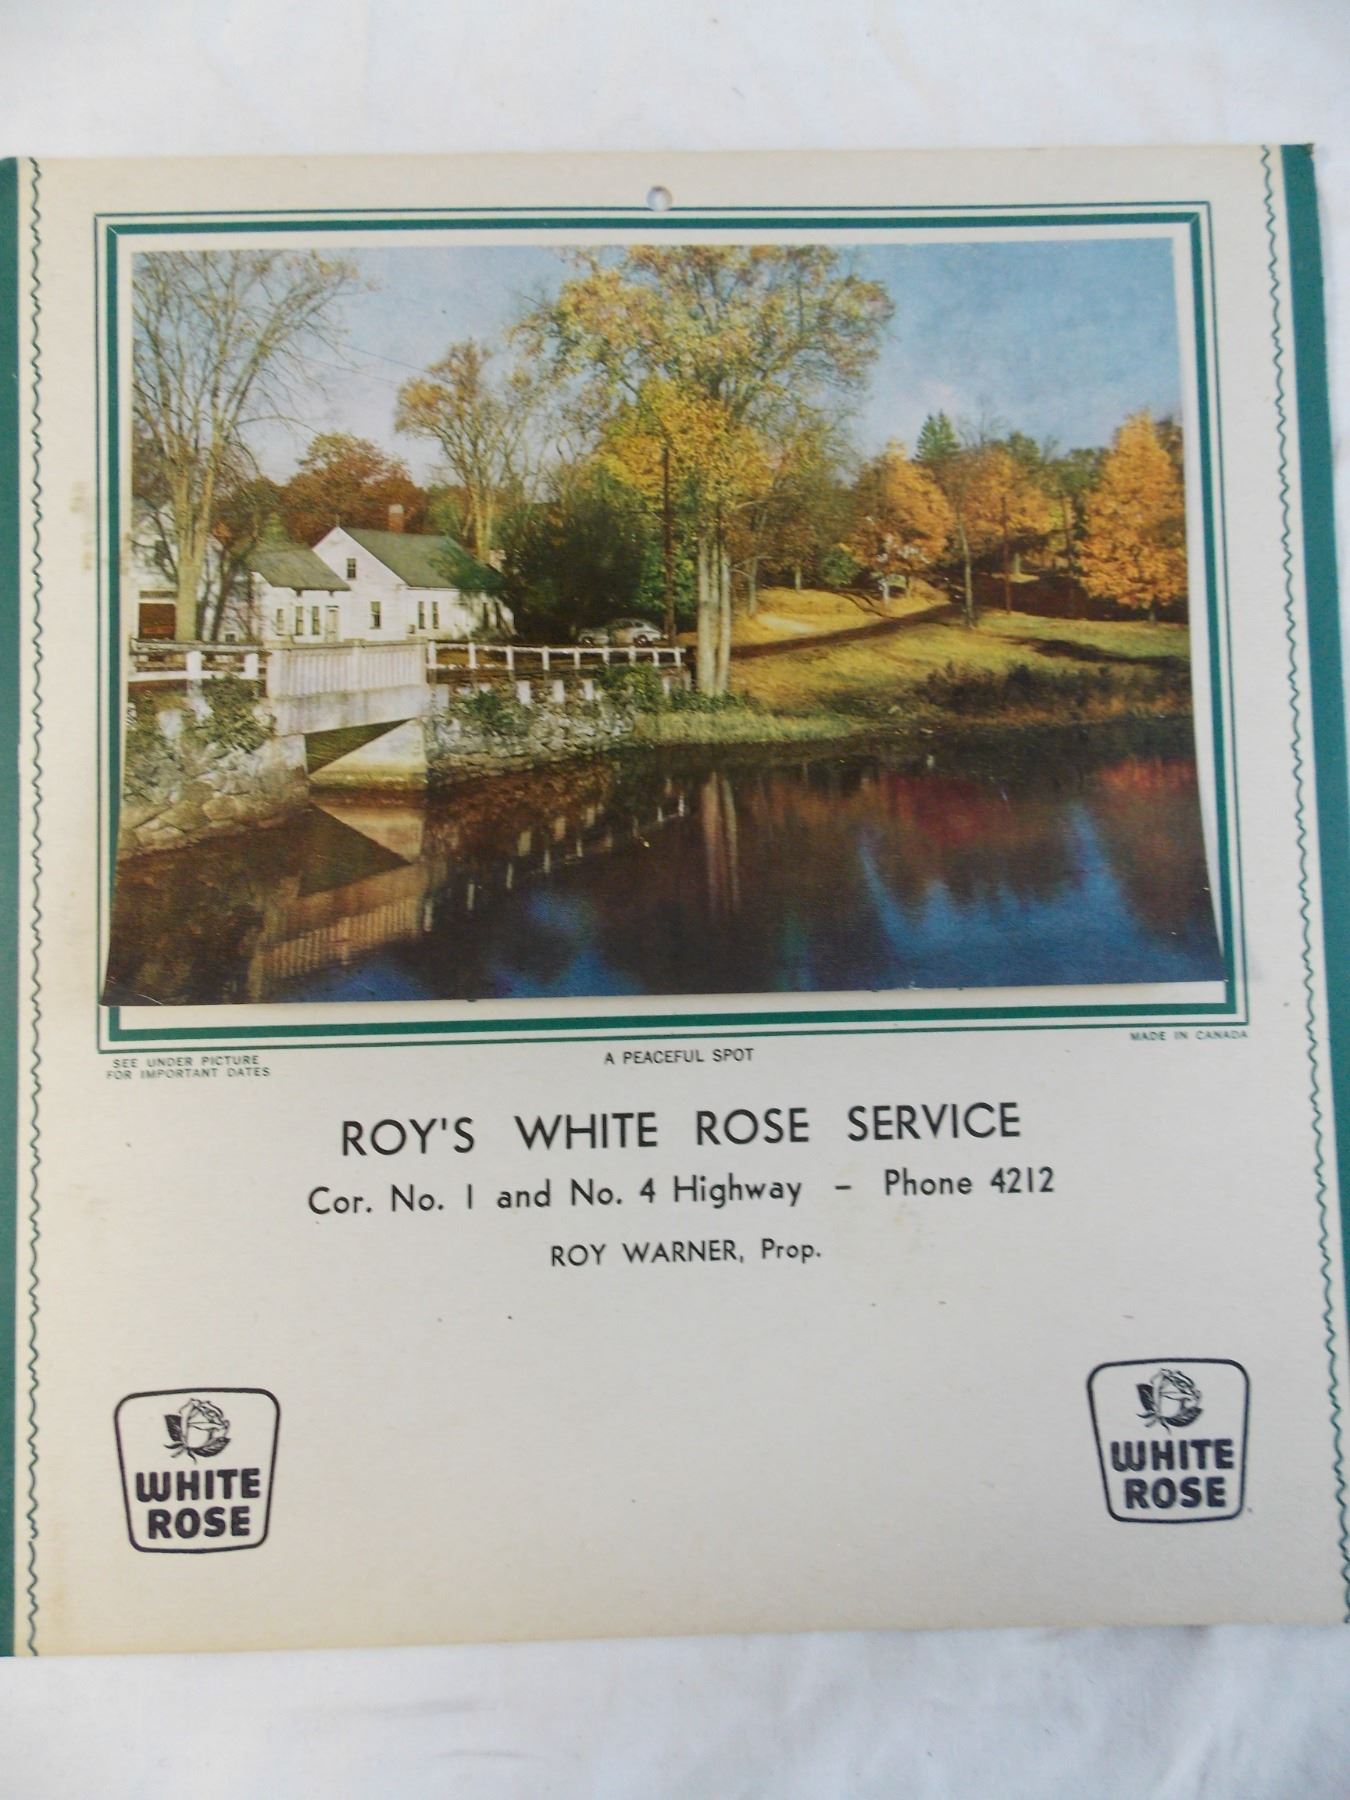 SEE UNDER PICTURE
FOR IMPORTANT DATES
A PEACEFUL SPOT
MADE IN CANADA
ROY'S WHITE ROSE SERVICE
Cor. No. 1 and No. 4 Highway – Phone 4212
ROY WARNER, Prop.
WHITE
ROSE
WHITE
ROSE